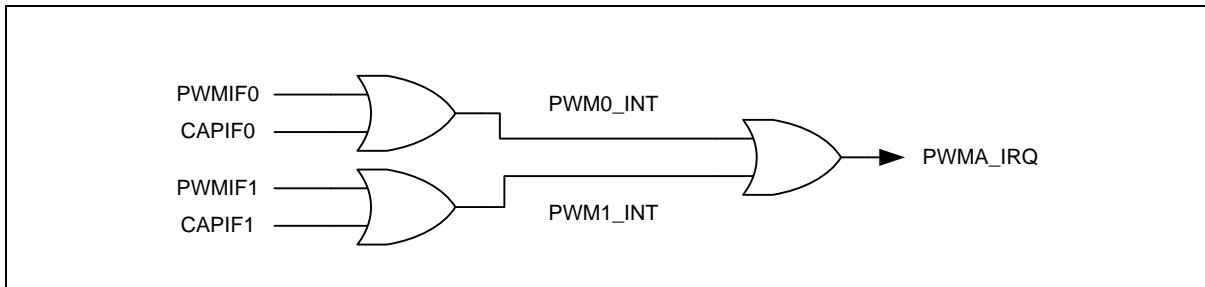 PWMIF0
CAPIF0
PWM0_INT
PWMA_IRQ
PWMIF1
CAPIF1
PWM1_INT